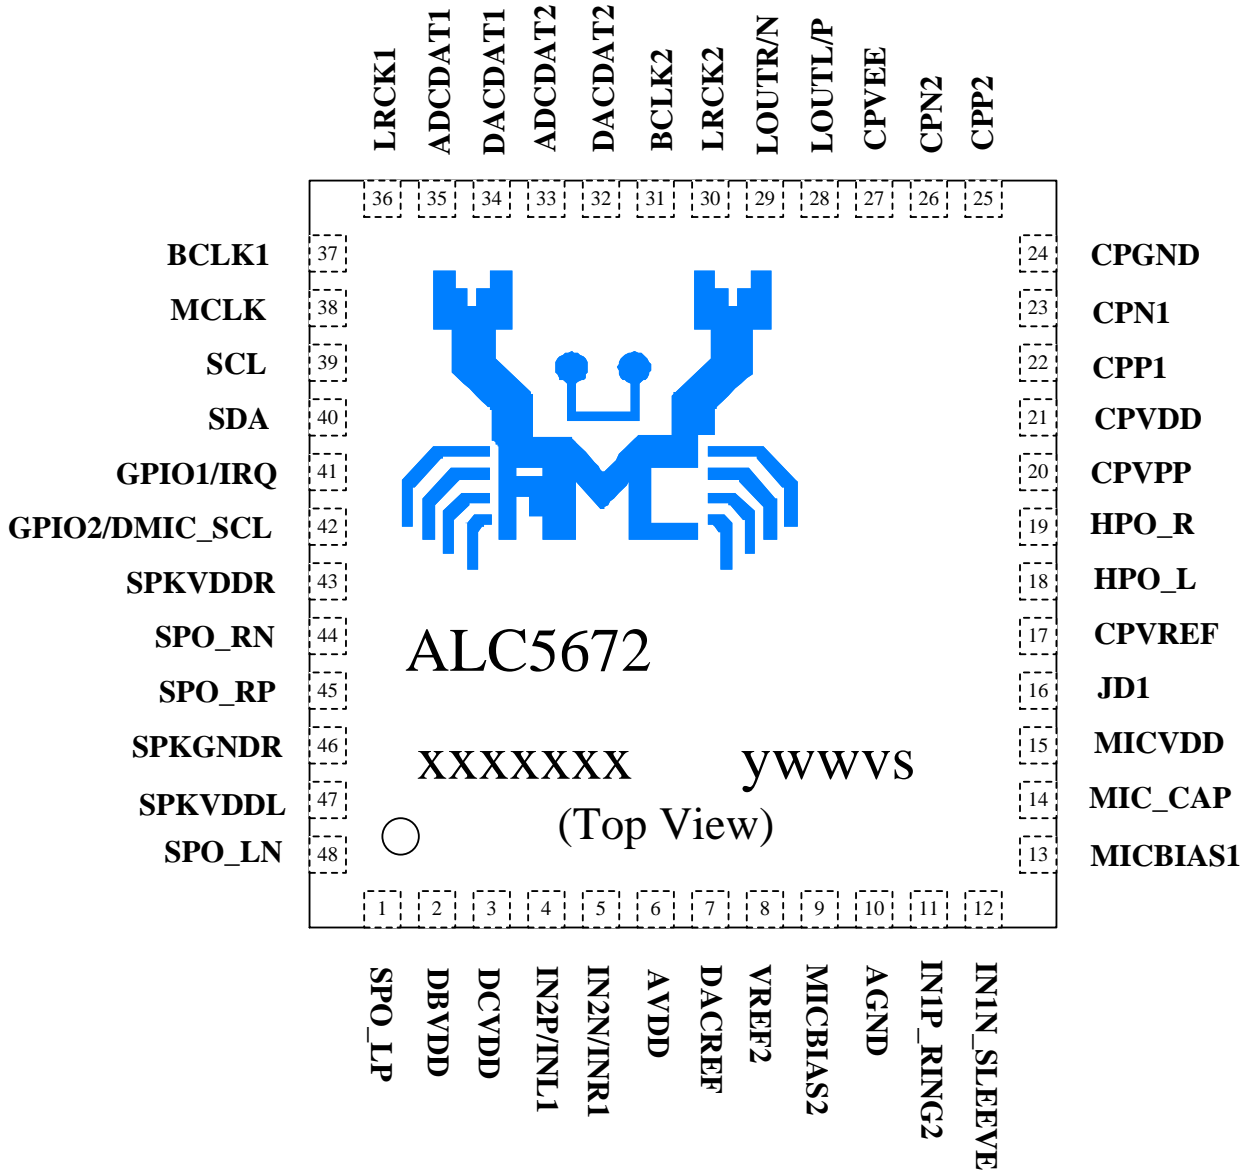 LRCK1
ADCDAT1
DACDAT1
ADCDAT2
DACDAT2
BCLK2
LRCK2
LOUTR/N
LOUTL/P
CPVEE
CPN2
CPP2
36 35 34 33 32 31 30 29 28 27 26 25
BCLK1 37
MCLK 38
SCL 39
SDA 40
GPIO1/IRQ 41
GPIO2/DMIC_SCL 42
SPKVDDR 43
SPO_RN 44
SPO_RP 45
SPKGNDR 46
SPKVDDL 47
SPO_LN 48
24 CPGND
23 CPN1
22 CPP1
21 CPVDD
20 CPVPP
19 HPO_R
18 HPO_L
17 CPVREF
16 JD1
15 MICVDD
14 MIC_CAP
13 MICBIAS1
ALC5672
xxxxxxx ywwvs
(Top View)
1 2 3 4 5 6 7 8 9 10 11 12
SPO_LP
DBVDD
DCVDD
IN2P/INL1
IN2N/INR1
AVDD
DACREF
VREF2
MICBIAS2
AGND
IN1P_RING2
IN1N_SLEEVE